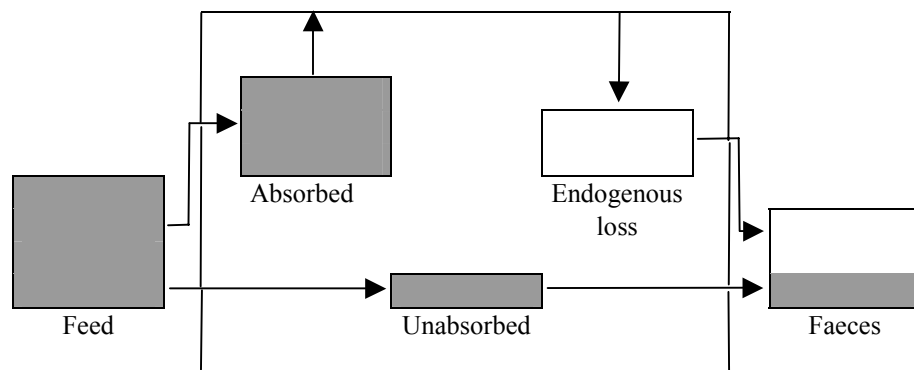 Absorbed
Endogenous
loss
Feed
Unabsorbed
Faeces